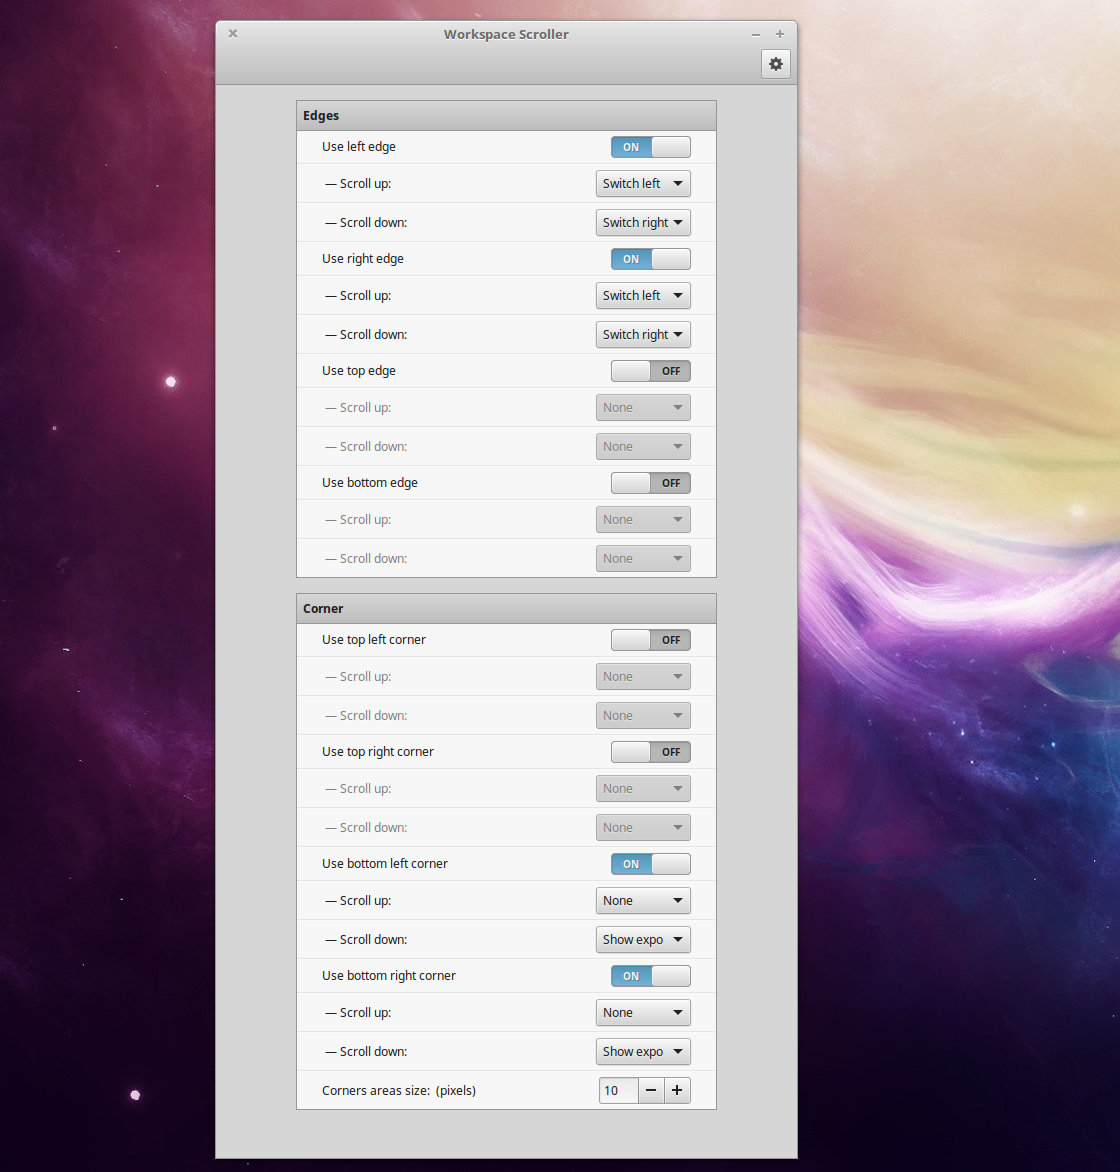 Workspace Scroller
Edges
Use left edge ON
— Scroll up: Switch left
— Scroll down: Switch right
Use right edge ON
— Scroll up: Switch left
— Scroll down: Switch right
Use top edge OFF
— Scroll up: None
— Scroll down: None
Use bottom edge OFF
— Scroll up: None
— Scroll down: None
Corner
Use top left corner OFF
— Scroll up: None
— Scroll down: None
Use top right corner OFF
— Scroll up: None
— Scroll down: None
Use bottom left corner ON
— Scroll up: None
— Scroll down: Show expo
Use bottom right corner ON
— Scroll up: None
— Scroll down: Show expo
Corners areas size: (pixels) 10